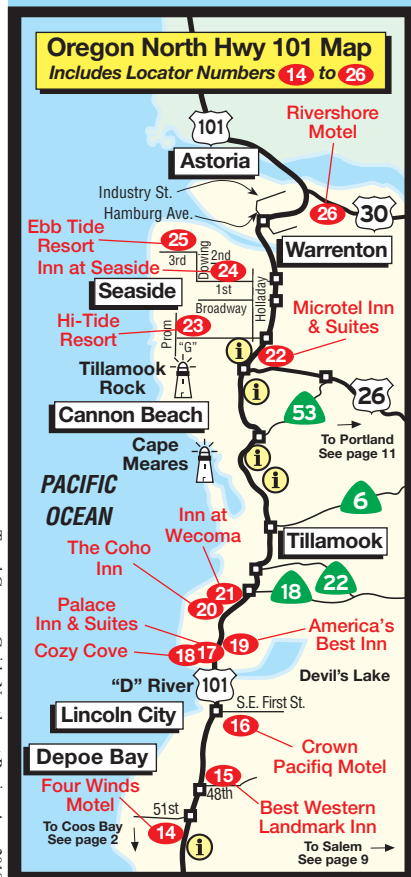 Oregon North Hwy 101 Map
Includes Locator Numbers 14 to 26
Rivershore
Motel
101
Astoria
Industry St.
Hamburg Ave.
26
30
Ebb Tide
Resort
25
3rd
Dowing
2nd
Warrenton
Inn at Seaside
24
1st
Seaside
Broadway
Holladay
Hi-Tide
Resort
23
Prom
"G"
Microtel Inn
& Suites
22
i
Tillamook
Rock
i
26
Cannon Beach
53
To Portland
See page 11
Cape
Meares
i
i
PACIFIC
OCEAN
6
Inn at
Wecoma
Tillamook
The Coho
Inn
21
20
18
22
Palace
Inn & Suites
America's
Best Inn
19
Cozy Cove
18
17
"D" River
101
Devil's Lake
S.E. First St.
Lincoln City
16
Crown
Pacifiq Motel
Depoe Bay
15
48th
Four Winds
Motel
51st
Best Western
Landmark Inn
14
To Coos Bay
See page 2
i
To Salem
See page 9